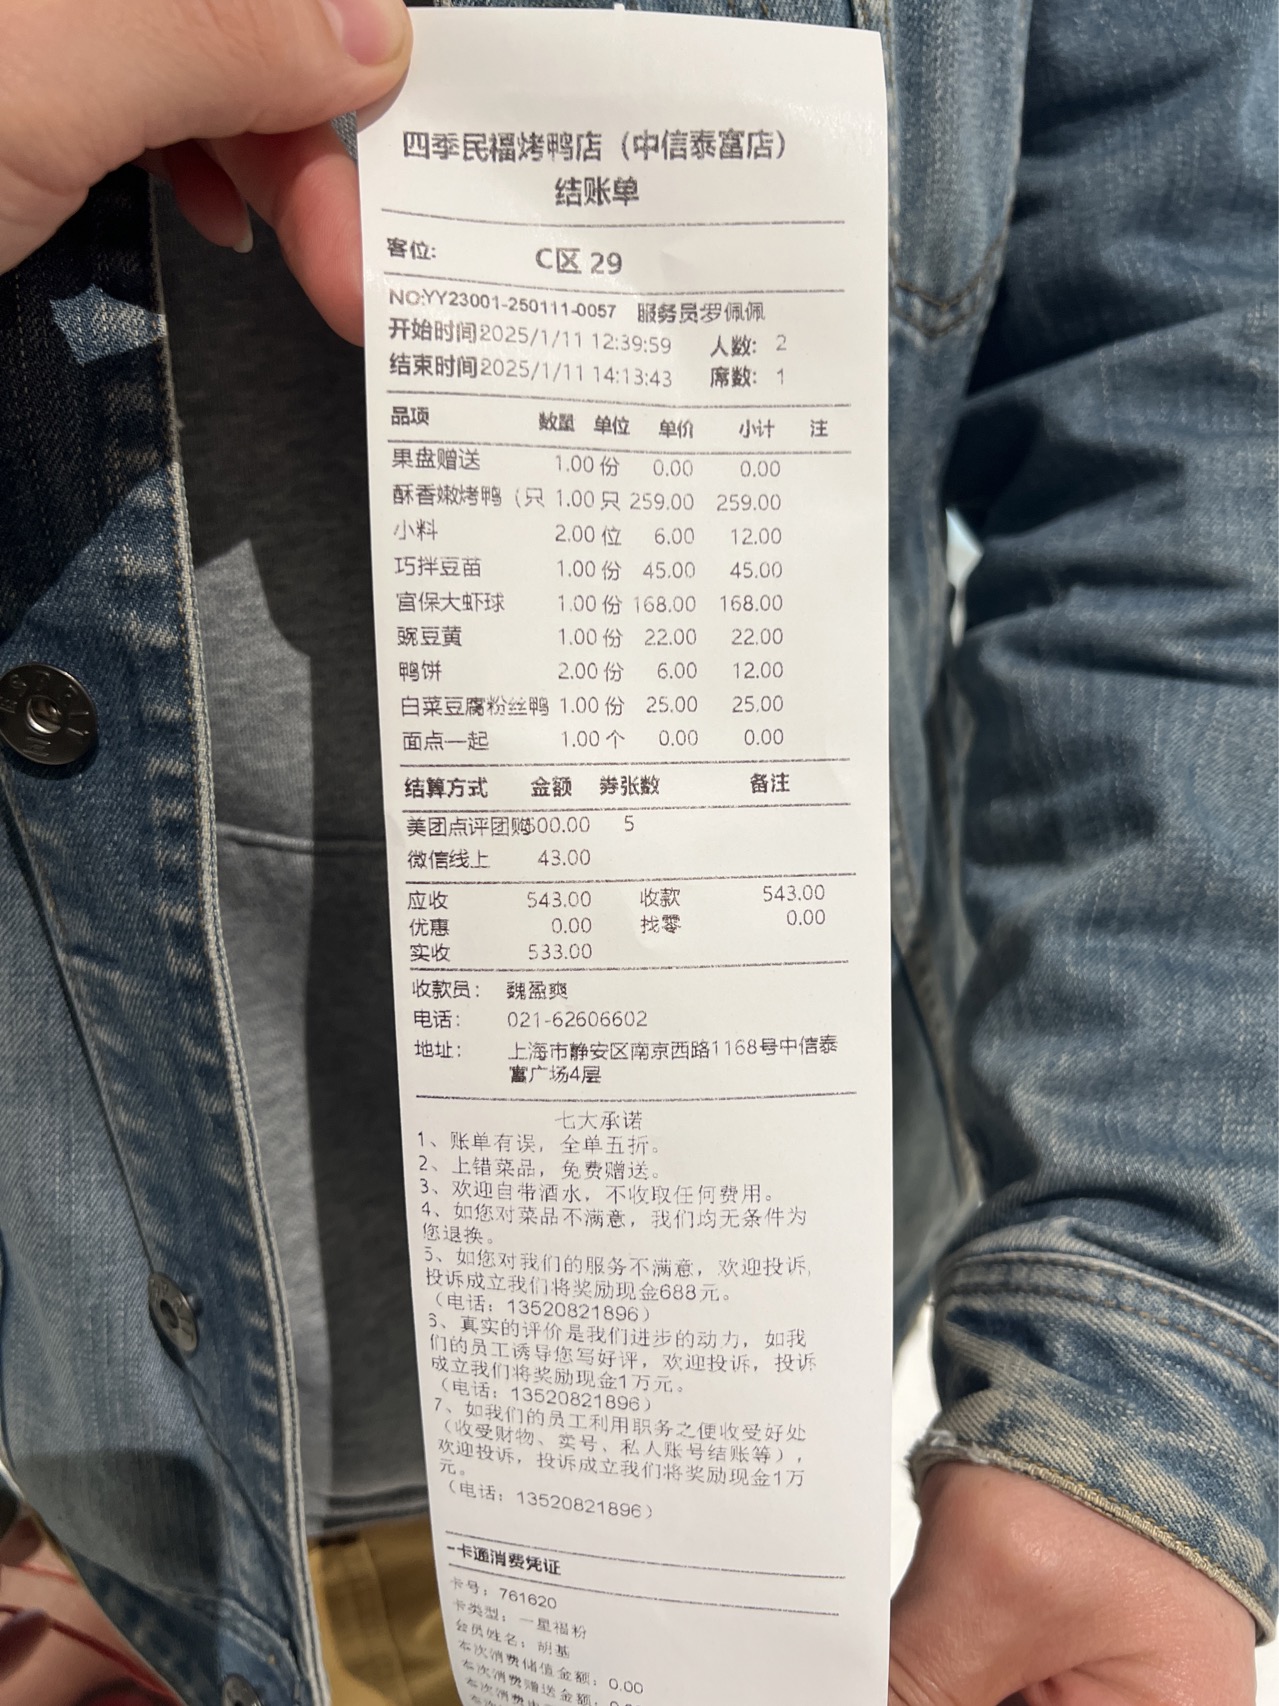 四季民福烤鸭店（中信泰富店）
结账单
客位: C区 29
NO:YY23001-250111-0057 服务员:罗佩佩
开始时间2025/1/11 12:39:59 人数: 2
结束时间2025/1/11 14:13:43 席数: 1
品项 数量 单位 单价 小计 注
果盘赠送 1.00 份 0.00 0.00
酥香嫩烤鸭（只 1.00 只 259.00 259.00
小料 2.00 位 6.00 12.00
巧拌豆苗 1.00 份 45.00 45.00
宫保大虾球 1.00 份 168.00 168.00
豌豆黄 1.00 份 22.00 22.00
鸭饼 2.00 份 6.00 12.00
白菜豆腐粉丝鸭 1.00 份 25.00 25.00
面点一起 1.00 个 0.00 0.00
结算方式 金额 券张数 备注
美团点评团购500.00 5
微信线上 43.00
应收 543.00 收款 543.00
优惠 0.00 找零 0.00
实收 533.00
收款员: 魏盈爽
电话: 021-62606602
地址: 上海市静安区南京西路1168号中信泰
富广场4层
七大承诺
1、账单有误，全单五折。
2、上错菜品，免费赠送。
3、欢迎自带酒水，不收取任何费用。
4、如您对菜品不满意，我们均无条件为
您退换。
5、如您对我们的服务不满意，欢迎投诉，
投诉成立我们将奖励现金688元。
（电话：13520821896）
6、真实的评价是我们进步的动力，如我
们的员工诱导您写好评，欢迎投诉，投诉
成立我们将奖励现金1万元。
（电话：13520821896）
7、如我们的员工利用职务之便收受好处
（收受财物、卖号、私人账号结账等），
欢迎投诉，投诉成立我们将奖励现金1万
元。
（电话：13520821896）
一卡通消费凭证
卡号：761620
卡类型：一星福粉
会员姓名：胡基
本次消费储值金额：0.00
本次消费赠送金额：
本次消费